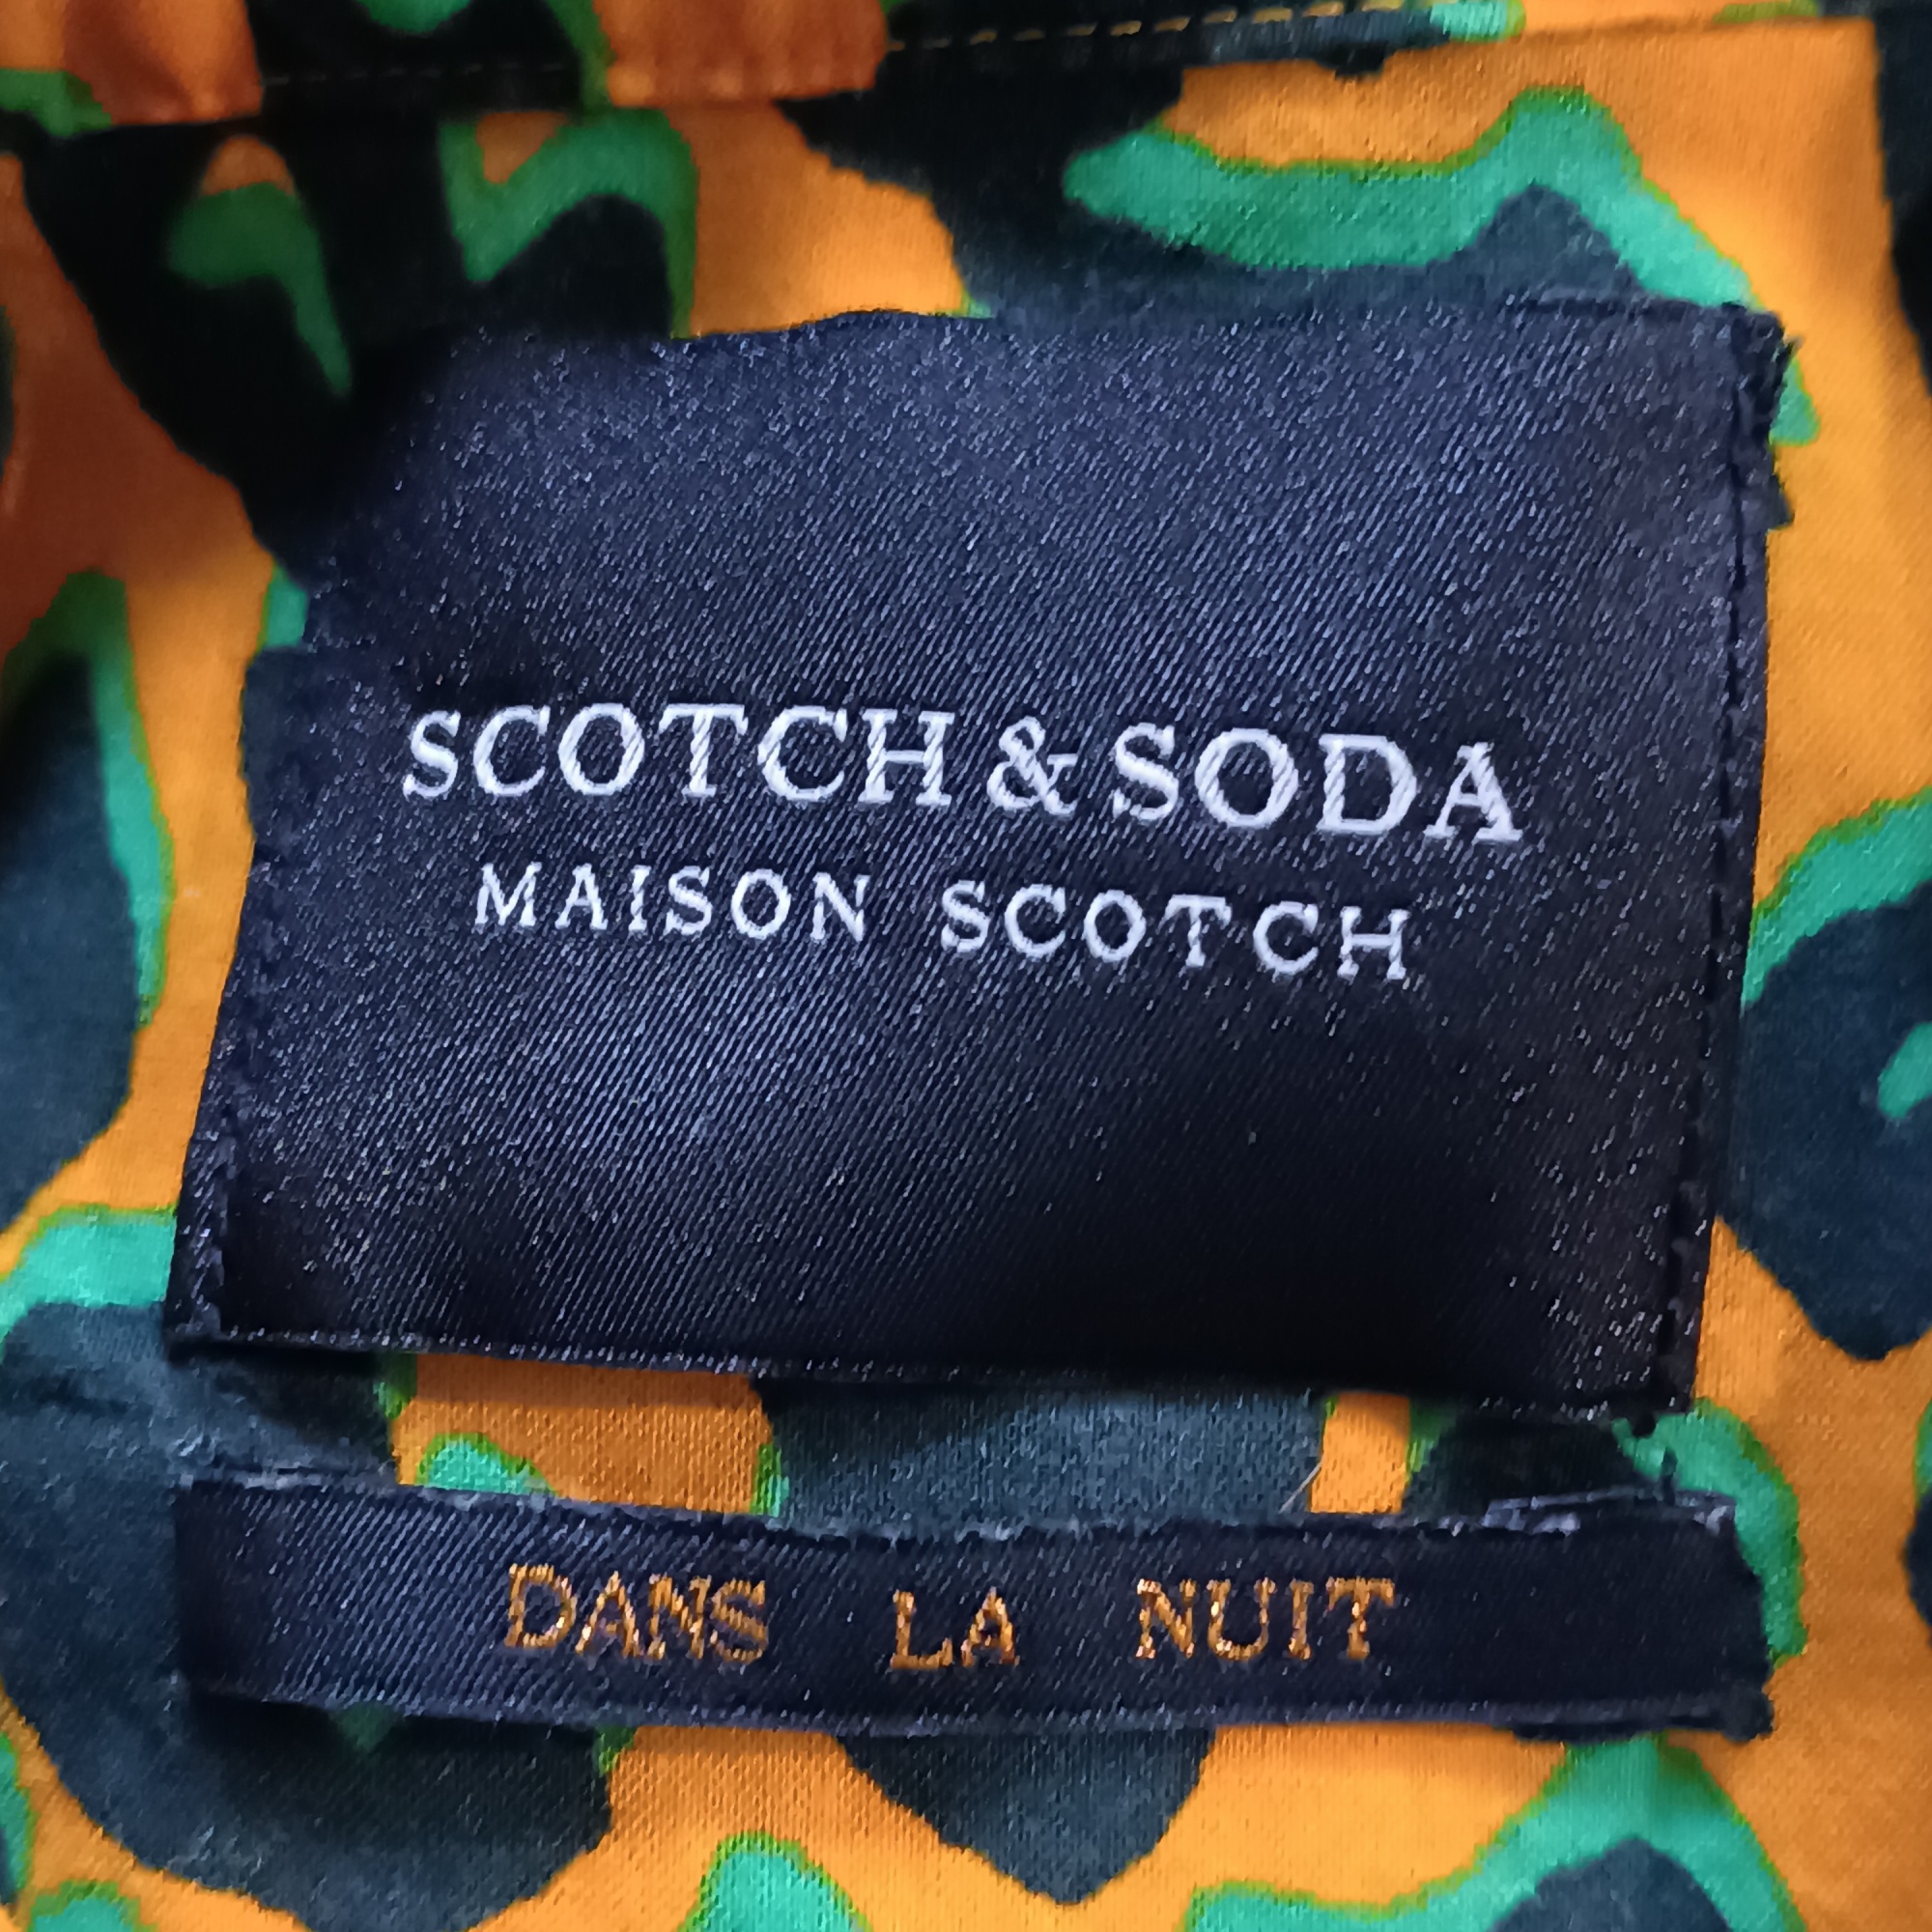 SCOTCH & SODA
MAISON SCOTCH
DANS LA NUIT